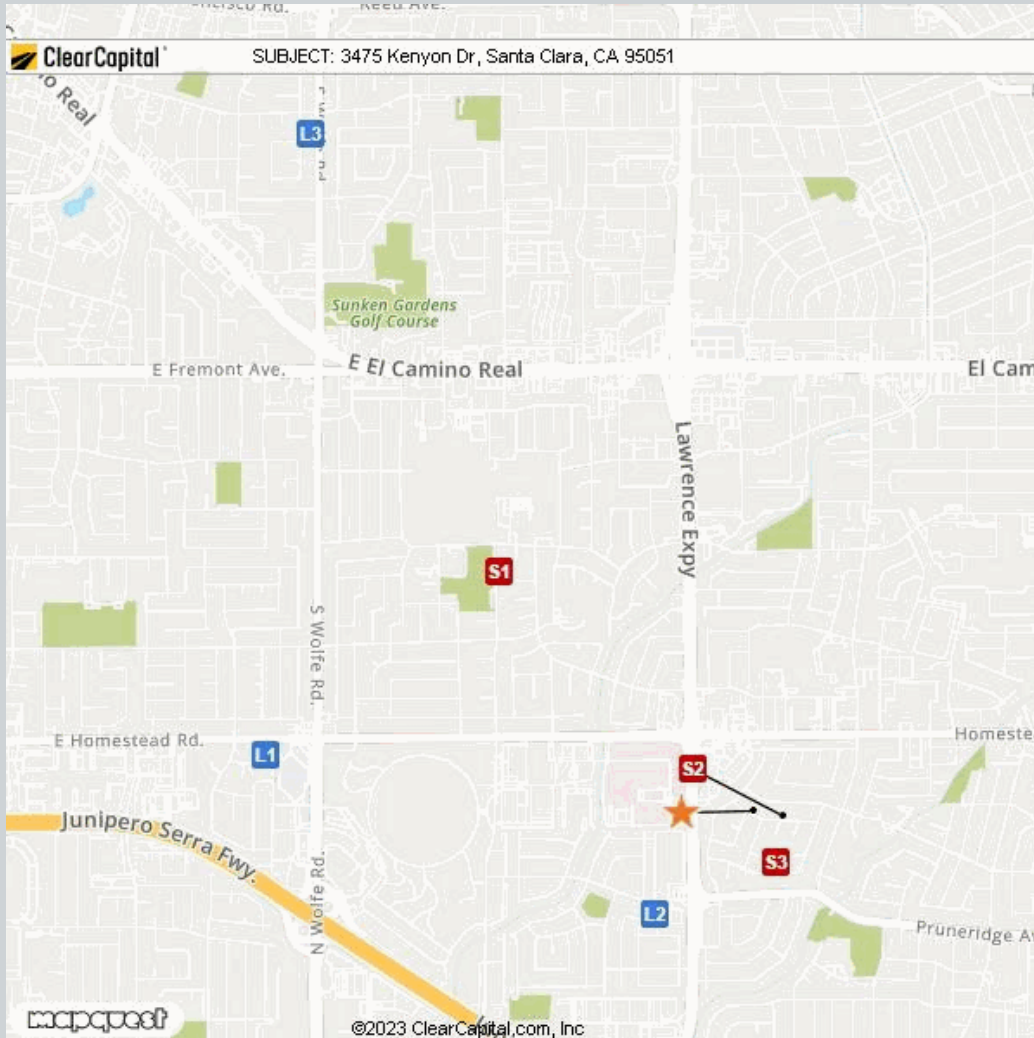 Reed Ave.
ClearCapital
SUBJECT: 3475 Kenyon Dr, Santa Clara, CA 95051
o Real
L3
Rd.
Sunken Gardens
Golf Course
E Fremont Ave.
E El Camino Real
El Cam
Lawrence Expy
S1
S Wolfe Rd.
E Homestead Rd.
Homeste
L1
S2
Junipero Serra Fwy.
S3
N Wolfe Rd.
L2
Pruneridge Av
mapquest
©2023 ClearCapital,com, Inc